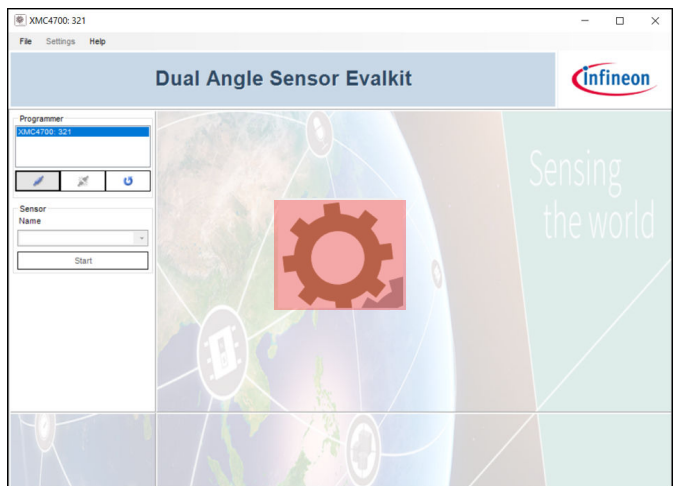 XMC4700: 321
File Settings Help
Dual Angle Sensor Evalkit
infineon
Programmer
XMC4700: 321
Sensor
Name
Start
Sensing
the world